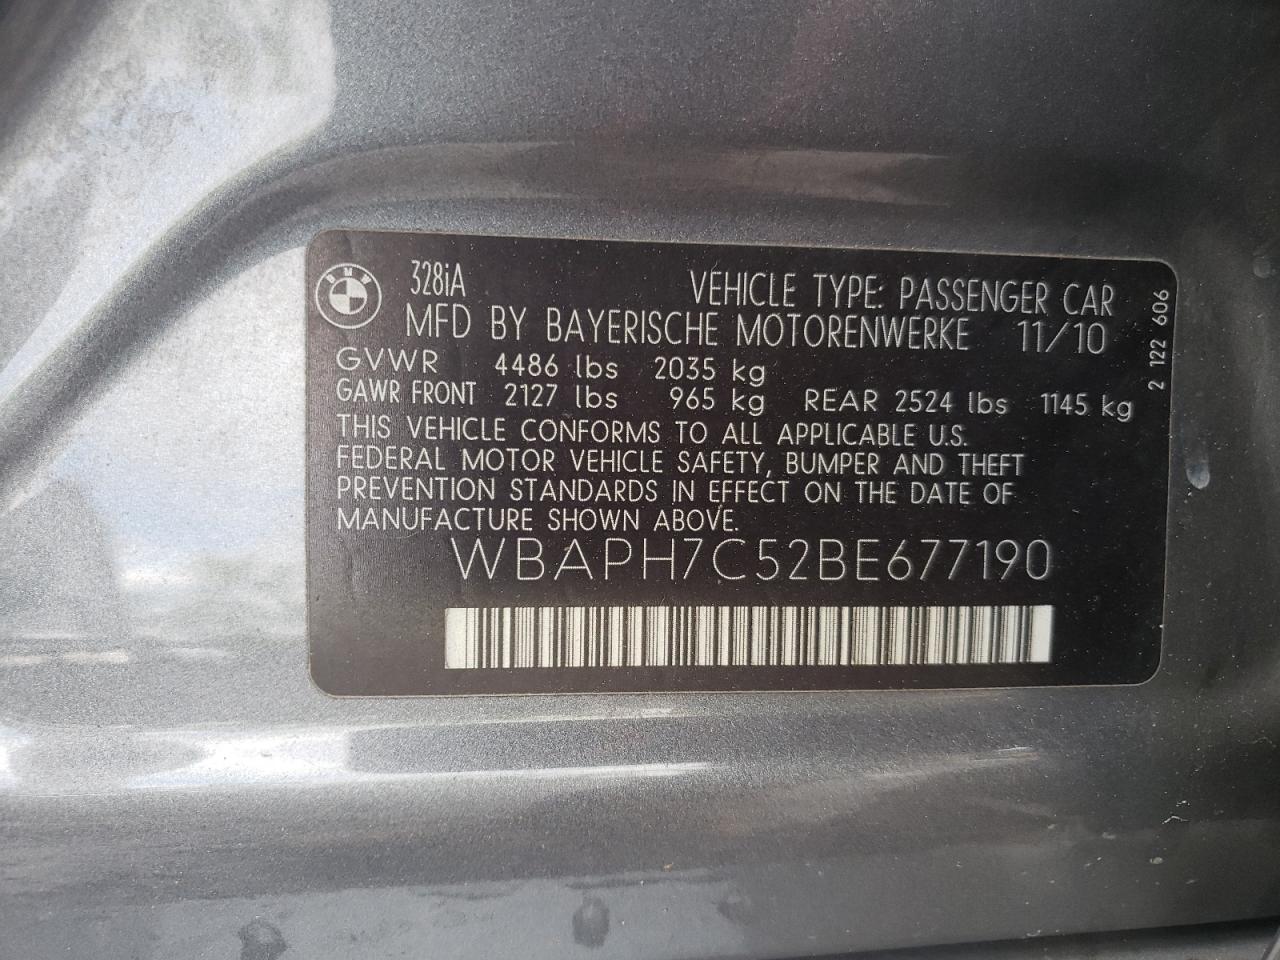 BMW
328iA VEHICLE TYPE: PASSENGER CAR
MFD BY BAYERISCHE MOTORENWERKE 11/10
GVWR 4486 lbs 2035 kg
GAWR FRONT 2127 lbs 965 kg REAR 2524 lbs 1145 kg
THIS VEHICLE CONFORMS TO ALL APPLICABLE U.S.
FEDERAL MOTOR VEHICLE SAFETY, BUMPER AND THEFT
PREVENTION STANDARDS IN EFFECT ON THE DATE OF
MANUFACTURE SHOWN ABOVE.
WBAPH7C52BE677190
2 122 606